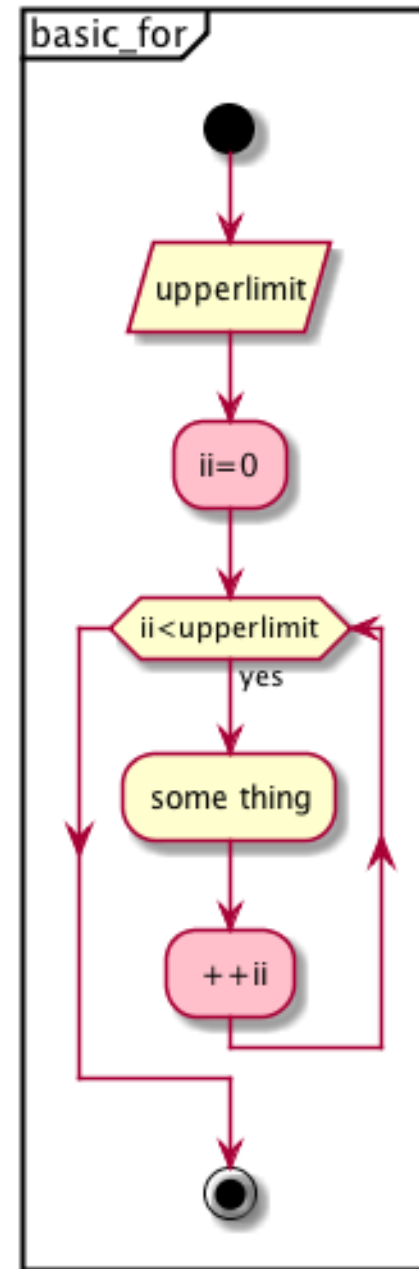 basic_for
upperlimit
ii=0
ii<upperlimit
yes
some thing
++ii